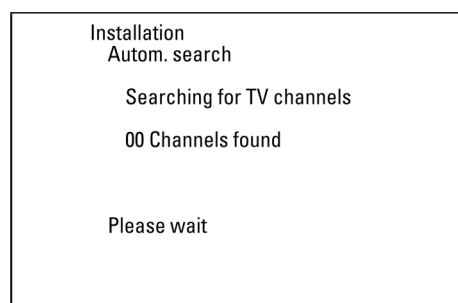 Installation
Autom. search
Searching for TV channels
00 Channels found
Please wait